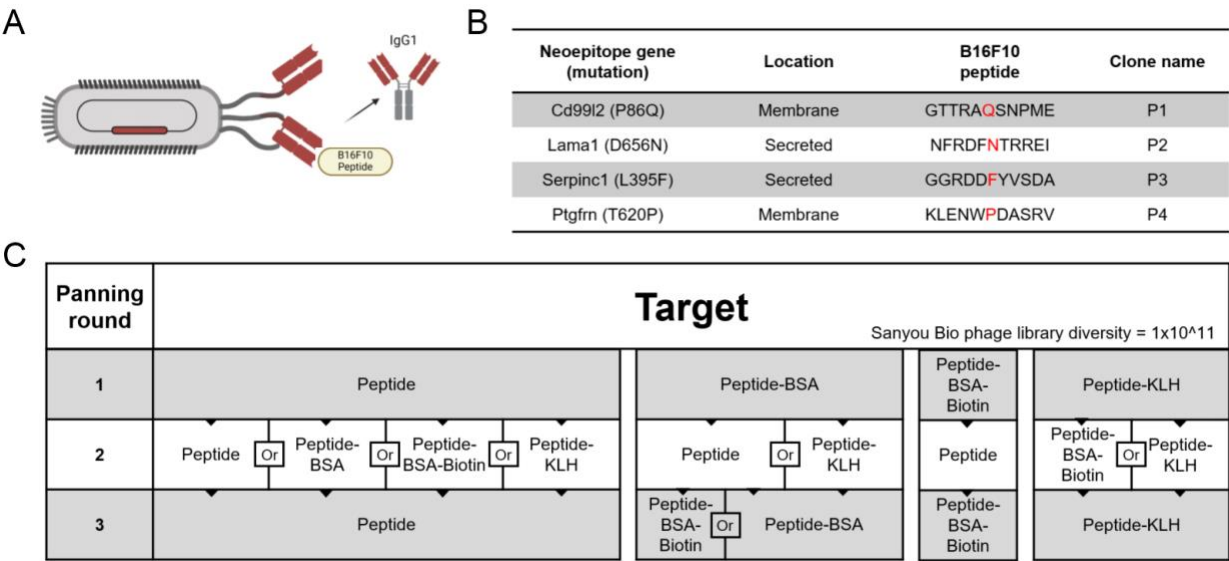 A
IgG1
B16F10
Peptide
B
Neoepitope gene
(mutation)
Location
B16F10
peptide
Clone name
Cd99l2 (P86Q)
Membrane
GTTRAQSNPME
P1
Lama1 (D656N)
Secreted
NFRDFNTRREI
P2
Serpinc1 (L395F)
Secreted
GGRDDFYVSDA
P3
Ptgfrn (T620P)
Membrane
KLENWPDASRV
P4
C
Panning
round
Target
Sanyou Bio phage library diversity = 1x10^11
1
Peptide
Peptide-BSA
Peptide-
BSA-
Biotin
Peptide-KLH
2
Peptide
Or
Peptide-
BSA
Or
Peptide-
BSA-Biotin
Or
Peptide-
KLH
Peptide
Or
Peptide-
KLH
Peptide
Peptide-
BSA-
Biotin
Or
Peptide-
KLH
3
Peptide
Peptide-
BSA-
Biotin
Or
Peptide-BSA
Peptide-
BSA-
Biotin
Peptide-KLH